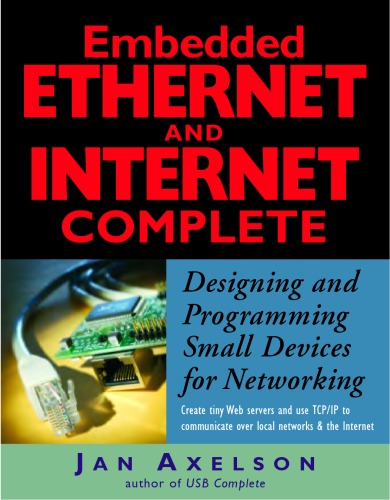 Embedded
ETHERNET
AND
INTERNET
COMPLETE
Designing and
Programming
Small Devices
for Networking
Create tiny Web servers and use TCP/IP to
communicate over local networks & the Internet
JAN AXELSON
author of USB Complete